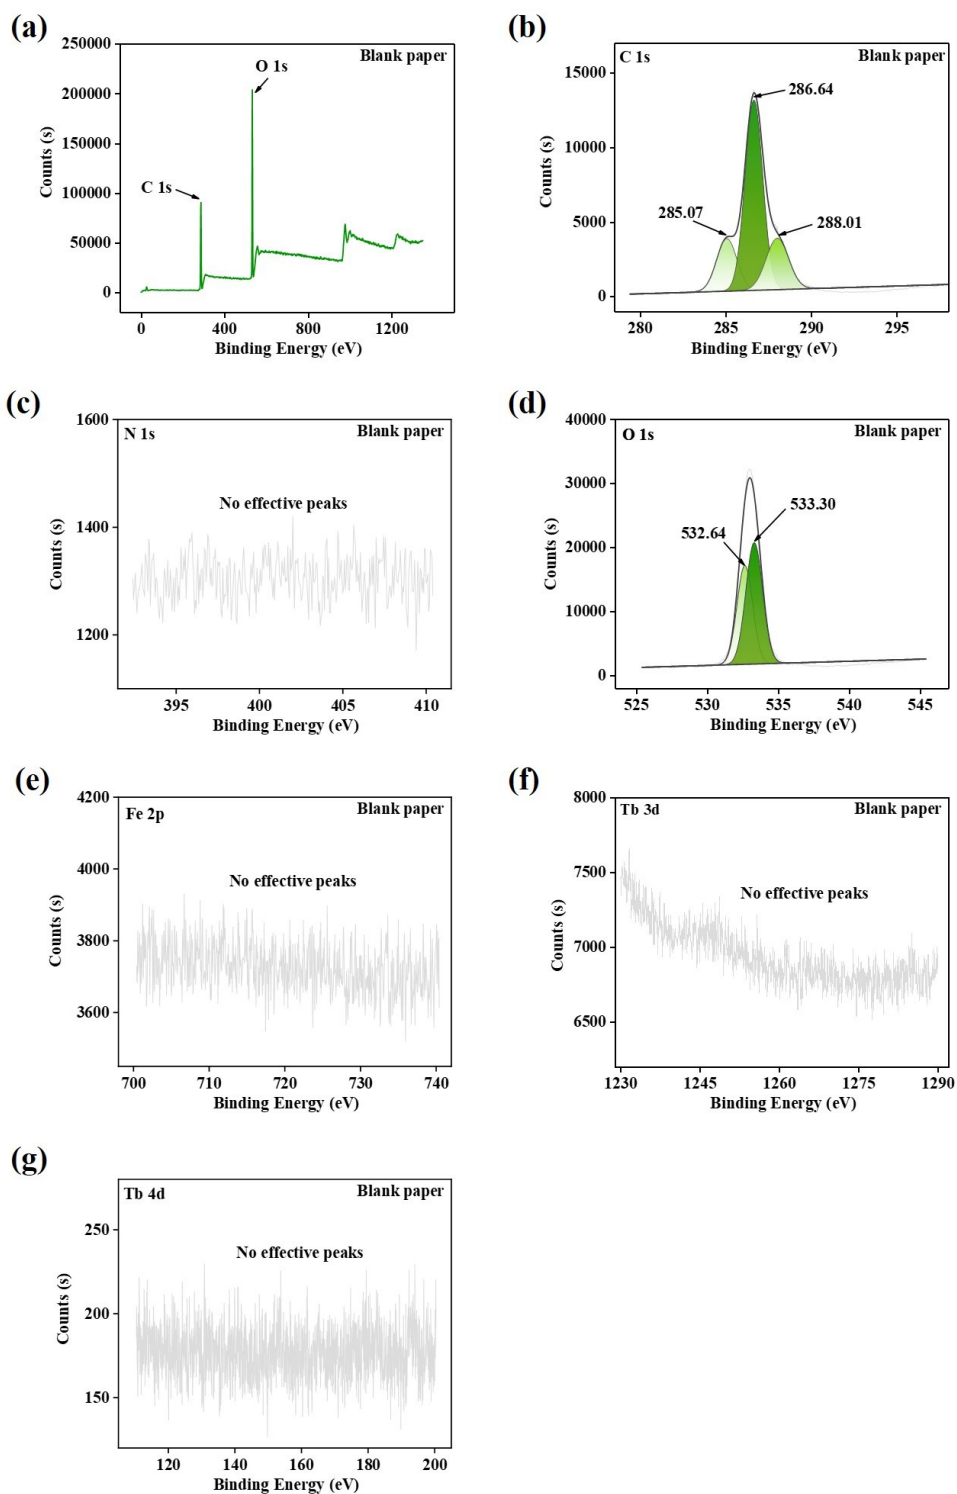 (a)
250000
200000
150000
100000
50000
0
Counts (s)
Blank paper
O 1s
C 1s
0 400 800 1200
Binding Energy (eV)
(b)
15000
10000
5000
0
Counts (s)
C 1s Blank paper
286.64
285.07
288.01
280 285 290 295
Binding Energy (eV)
(c)
1600
1400
1200
Counts (s)
N 1s Blank paper
No effective peaks
395 400 405 410
Binding Energy (eV)
(d)
40000
30000
20000
10000
0
Counts (s)
O 1s Blank paper
533.30
532.64
525 530 535 540 545
Binding Energy (eV)
(e)
4200
4000
3800
3600
Counts (s)
Fe 2p Blank paper
No effective peaks
700 710 720 730 740
Binding Energy (eV)
(f)
8000
7500
7000
6500
Counts (s)
Tb 3d Blank paper
No effective peaks
1230 1245 1260 1275 1290
Binding Energy (eV)
(g)
250
200
150
Counts (s)
Tb 4d Blank paper
No effective peaks
120 140 160 180 200
Binding Energy (eV)